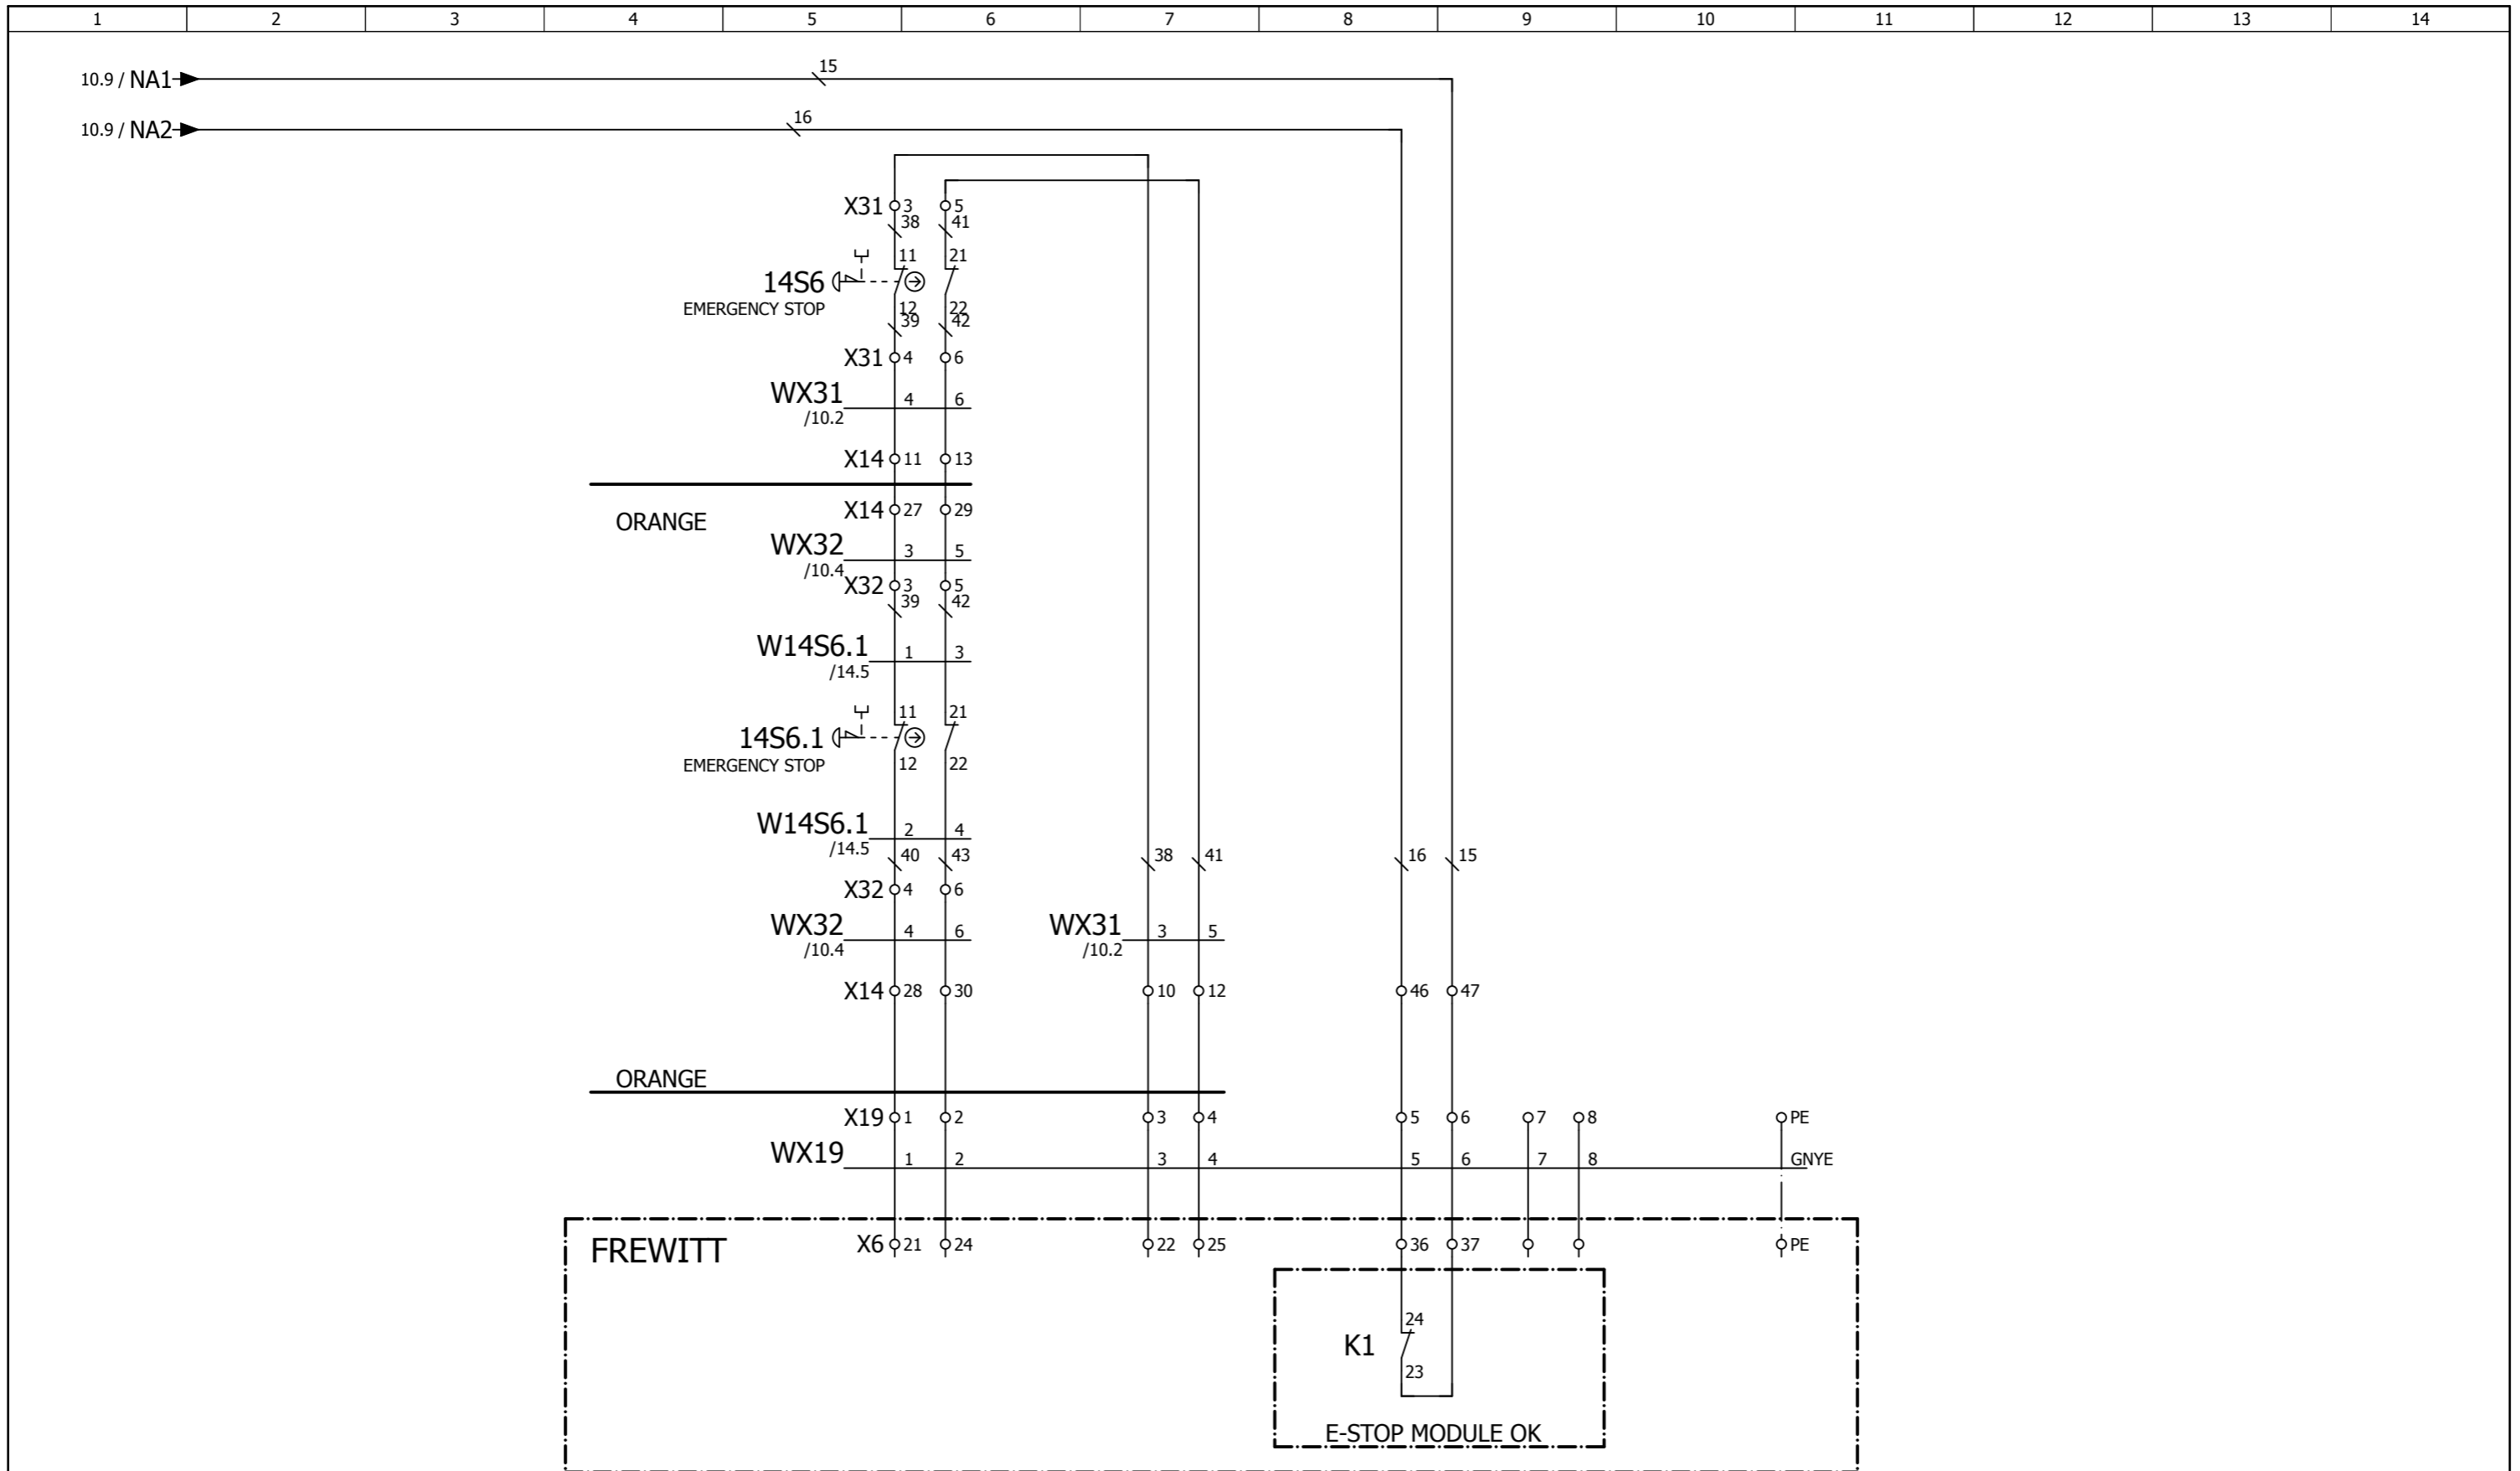 1 2 3 4 5 6 7 8 9 10 11 12 13 14
10.9 / NA1 15
10.9 / NA2 16
X31 3 5
38 41
11 21
14S6
EMERGENCY STOP 12 22
39 42
X31 4 6
WX31 4 6
/10.2
X14 11 13
ORANGE X14 27 29
WX32 3 5
/10.4
X32 3 5
39 42
W14S6.1 1 3
/14.5
11 21
14S6.1
EMERGENCY STOP 12 22
W14S6.1 2 4
/14.5 40 43 38 41 16 15
X32 4 6
WX32 4 6 WX31 3 5
/10.4 /10.2
X14 28 30 10 12 46 47
ORANGE
X19 1 2 3 4 5 6 7 8 PE
WX19 1 2 3 4 5 6 7 8 GNYE
FREWITT X6 21 24 22 25 36 37 PE
24
K1
23
E-STOP MODULE OK